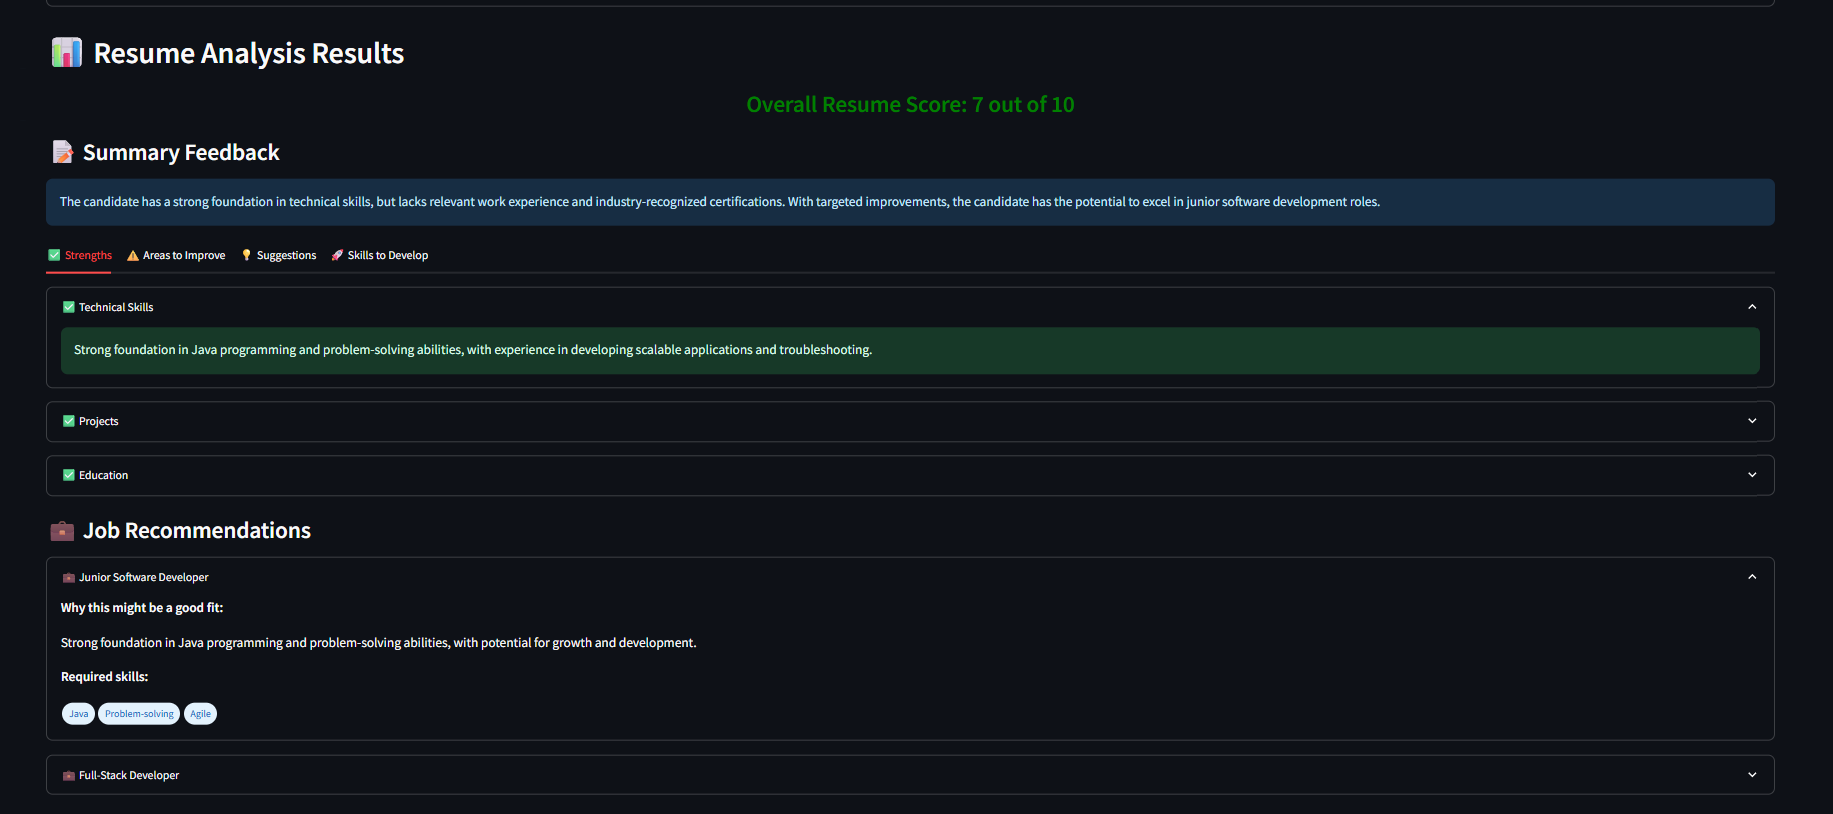 Resume Analysis Results
Overall Resume Score: 7 out of 10
Summary Feedback
The candidate has a strong foundation in technical skills, but lacks relevant work experience and industry-recognized certifications. With targeted improvements, the candidate has the potential to excel in junior software development roles.
Strengths Areas to Improve Suggestions Skills to Develop
Technical Skills
Strong foundation in Java programming and problem-solving abilities, with experience in developing scalable applications and troubleshooting.
Projects
Education
Job Recommendations
Junior Software Developer
Why this might be a good fit:
Strong foundation in Java programming and problem-solving abilities, with potential for growth and development.
Required skills:
Java Problem-solving Agile
Full-Stack Developer